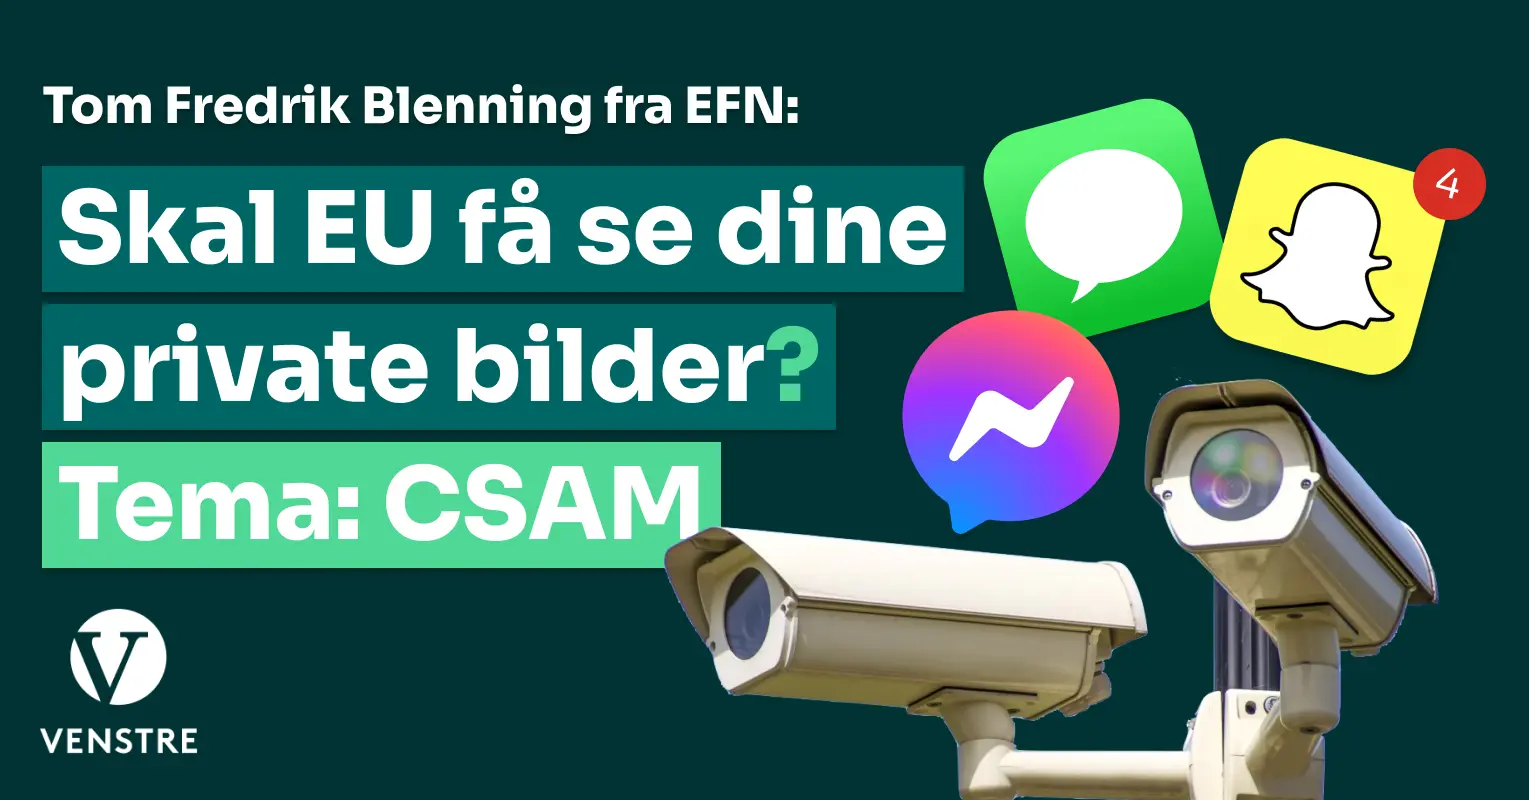 Tom Fredrik Blenning fra EFN:
Skal EU få se dine
private bilder?
Tema: CSAM
4
V
VENSTRE